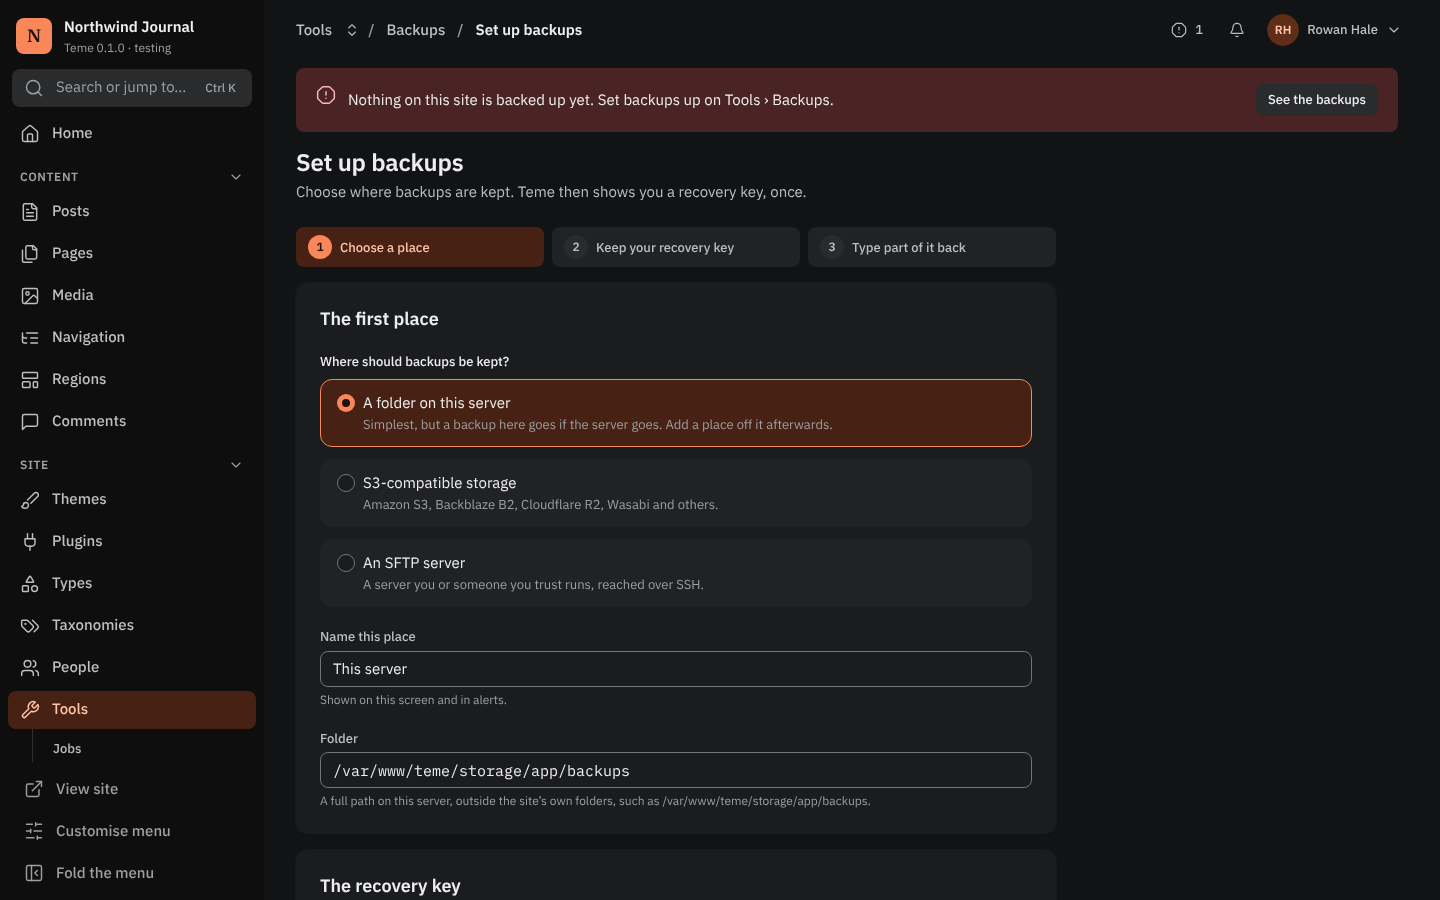 N
Northwind Journal
Teme 0.1.0 · testing
Search or jump to...
Ctrl K
Home
CONTENT
Posts
Pages
Media
Navigation
Regions
Comments
SITE
Themes
Plugins
Types
Taxonomies
People
Tools
Jobs
View site
Customise menu
Fold the menu
Tools / Backups / Set up backups
1
RH
Rowan Hale
Nothing on this site is backed up yet. Set backups up on Tools › Backups.
See the backups
Set up backups
Choose where backups are kept. Teme then shows you a recovery key, once.
1 Choose a place
2 Keep your recovery key
3 Type part of it back
The first place
Where should backups be kept?
A folder on this server
Simplest, but a backup here goes if the server goes. Add a place off it afterwards.
S3-compatible storage
Amazon S3, Backblaze B2, Cloudflare R2, Wasabi and others.
An SFTP server
A server you or someone you trust runs, reached over SSH.
Name this place
This server
Shown on this screen and in alerts.
Folder
/var/www/teme/storage/app/backups
A full path on this server, outside the site’s own folders, such as /var/www/teme/storage/app/backups.
The recovery key